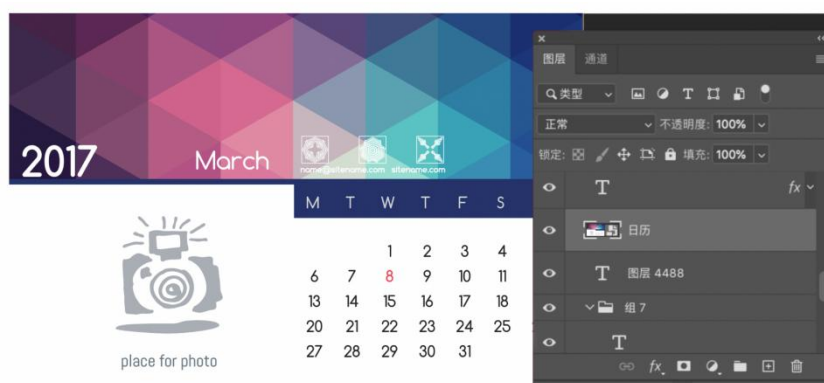 2017 March
name@sitename.com sitename.com
M T W T F S
1 2 3 4
6 7 8 9 10 11
13 14 15 16 17 18
20 21 22 23 24 25
27 28 29 30 31
place for photo
图层 通道
类型 T
正常 不透明度: 100%
锁定: 填充: 100%
T fx
日历
T 图层 4488
组 7
T
fx